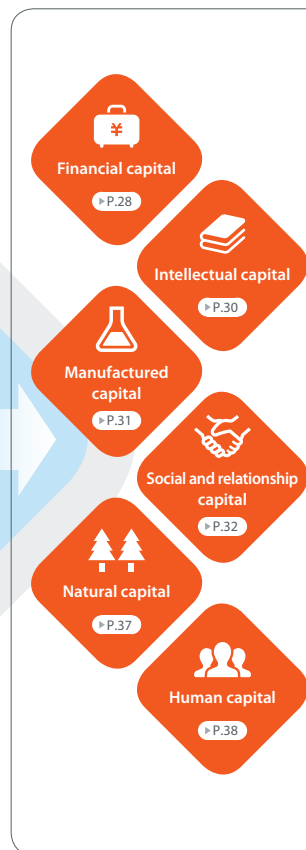 ¥
Financial capital
▶P.28
Intellectual capital
▶P.30
Manufactured
capital
▶P.31
Social and relationship
capital
▶P.32
Natural capital
▶P.37
Human capital
▶P.38